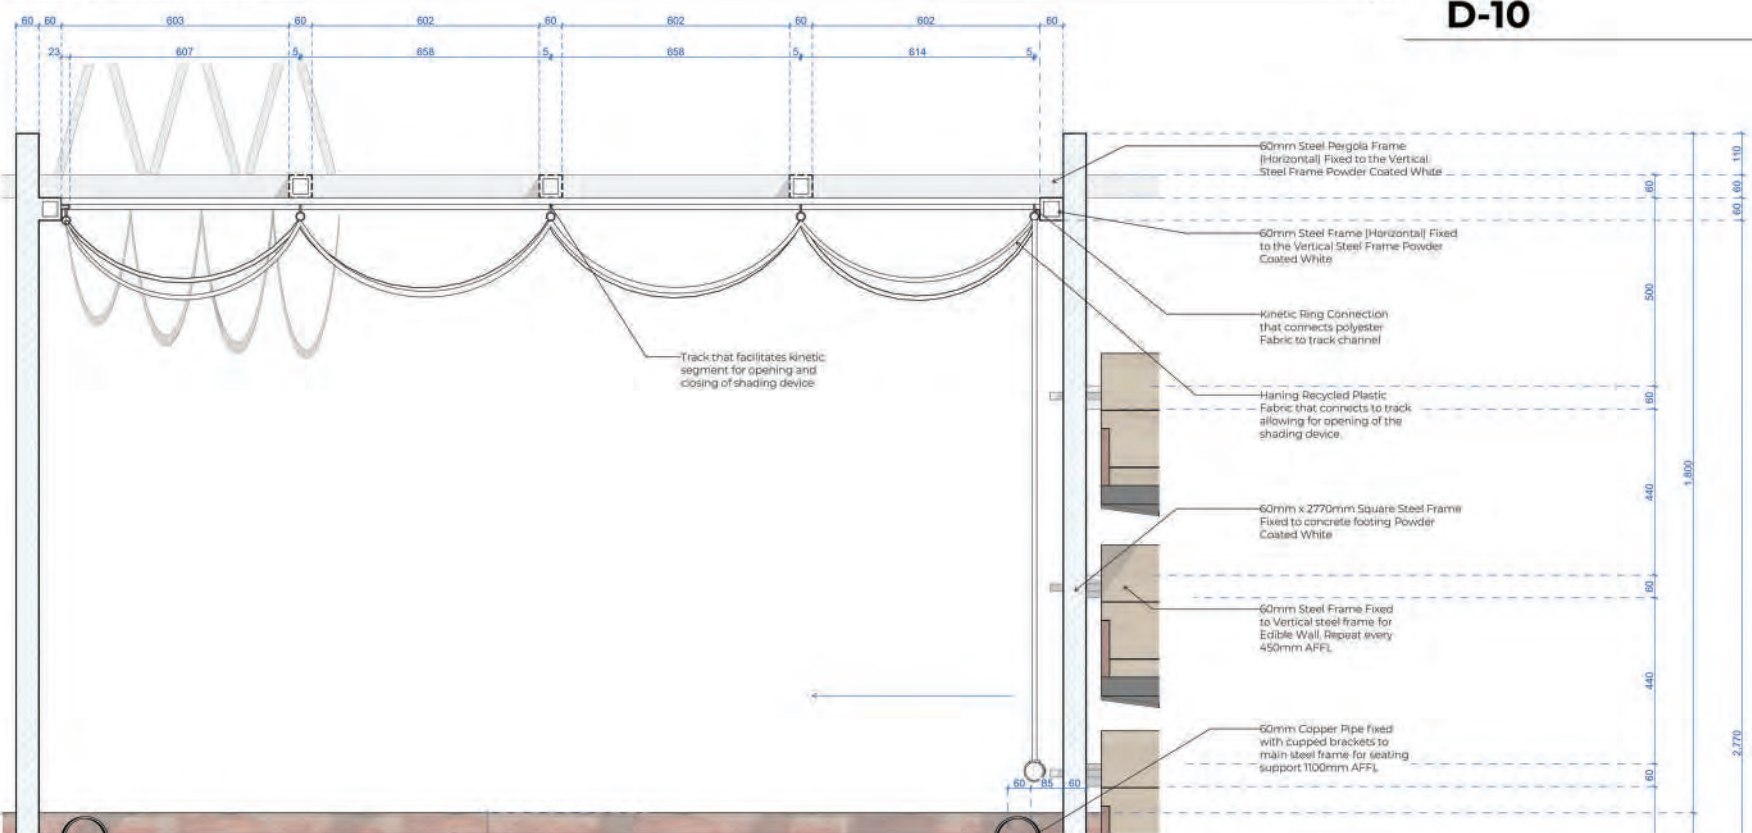 D-10
60 60 603 60 602 60 602 60 602 60
23 607 5 658 5 658 5 614 5
60mm Steel Pergola Frame
(Horizontal) Fixed to the Vertical
Steel Frame Powder Coated White
60mm Steel Frame (Horizontal) Fixed
to the Vertical Steel Frame Powder
Coated White
Kinetic Ring Connection
that connects polyester
Fabric to track channel
Track that facilitates kinetic
segment for opening and
closing of shading device
Haning Recycled Plastic
Fabric that connects to track
allowing for opening of the
shading device.
60mm x 2770mm Square Steel Frame
Fixed to concrete footing Powder
Coated White
60mm Steel Frame Fixed
to Vertical steel frame for
Edible Wall. Repeat every
450mm AFFL
60mm Copper Pipe fixed
with cupped brackets to
main steel frame for seating
support 1100mm AFFL
60 85 60
60
500
60
440
60
440
60
1,800
110
60
60
2,770